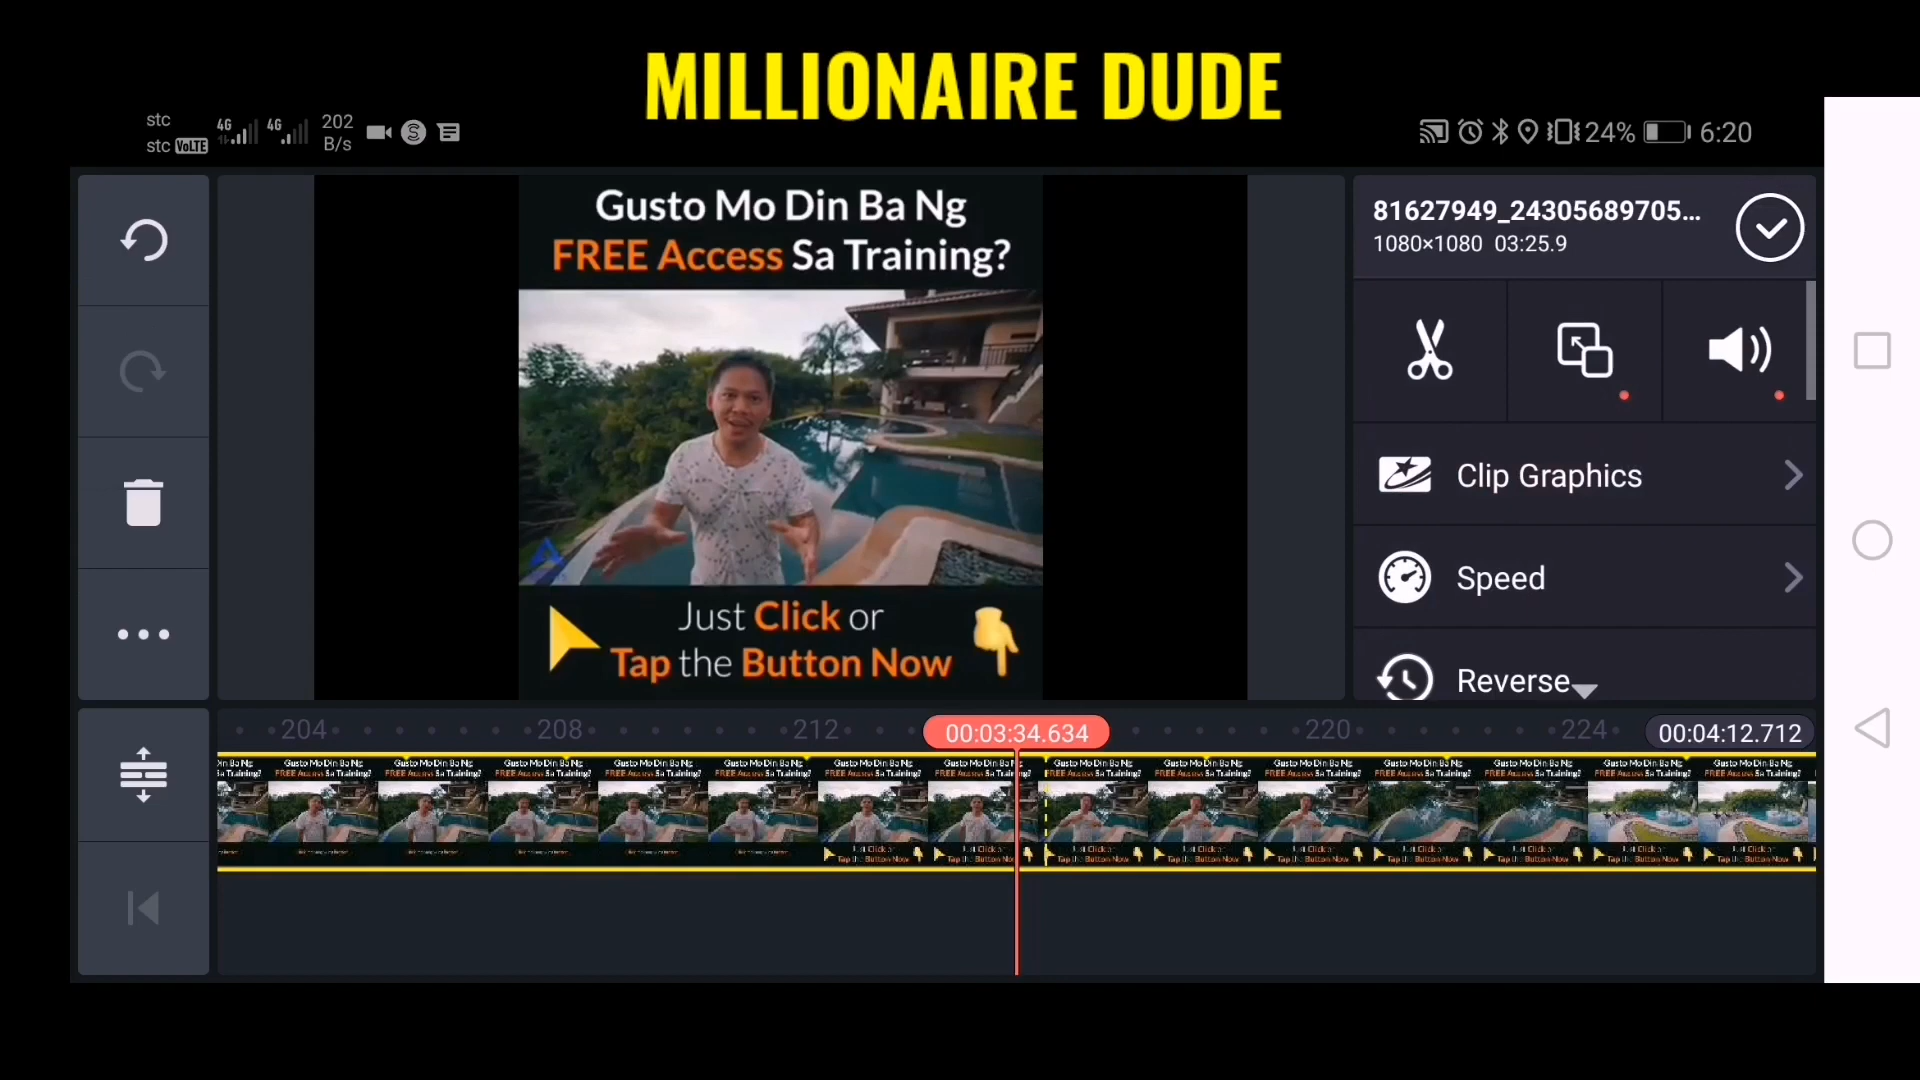 MILLIONAIRE DUDE
stc
stc VoLTE
4G
4G
202
B/s
24%
6:20
Gusto Mo Din Ba Ng
FREE Access Sa Training?
Just Click or
Tap the Button Now
81627949_24305689705...
1080×1080 03:25.9
Clip Graphics
Speed
Reverse
204
208
212
00:03:34.634
220
224
00:04:12.712